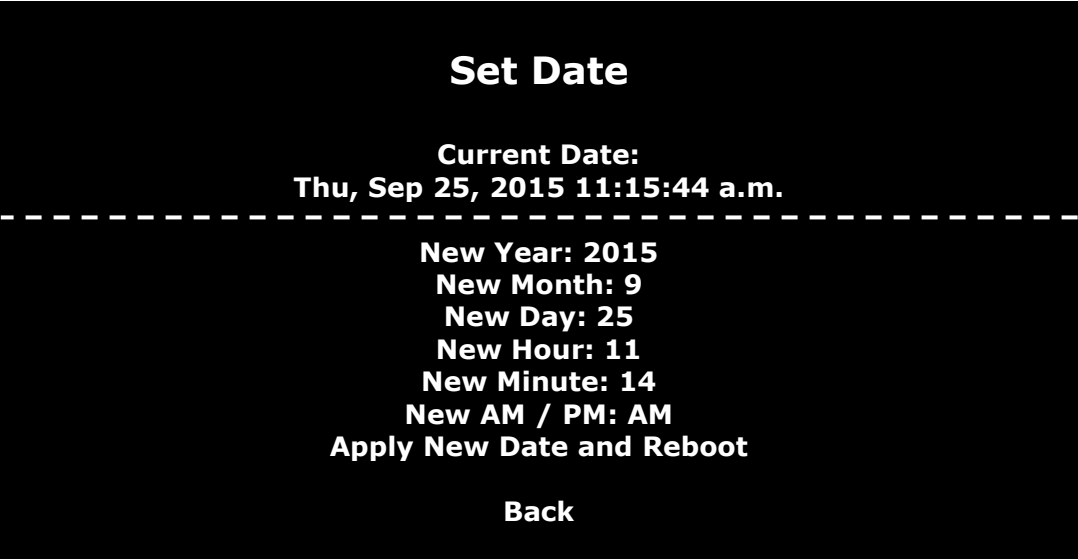 Set Date
Current Date:
Thu, Sep 25, 2015 11:15:44 a.m.
New Year: 2015
New Month: 9
New Day: 25
New Hour: 11
New Minute: 14
New AM / PM: AM
Apply New Date and Reboot
Back